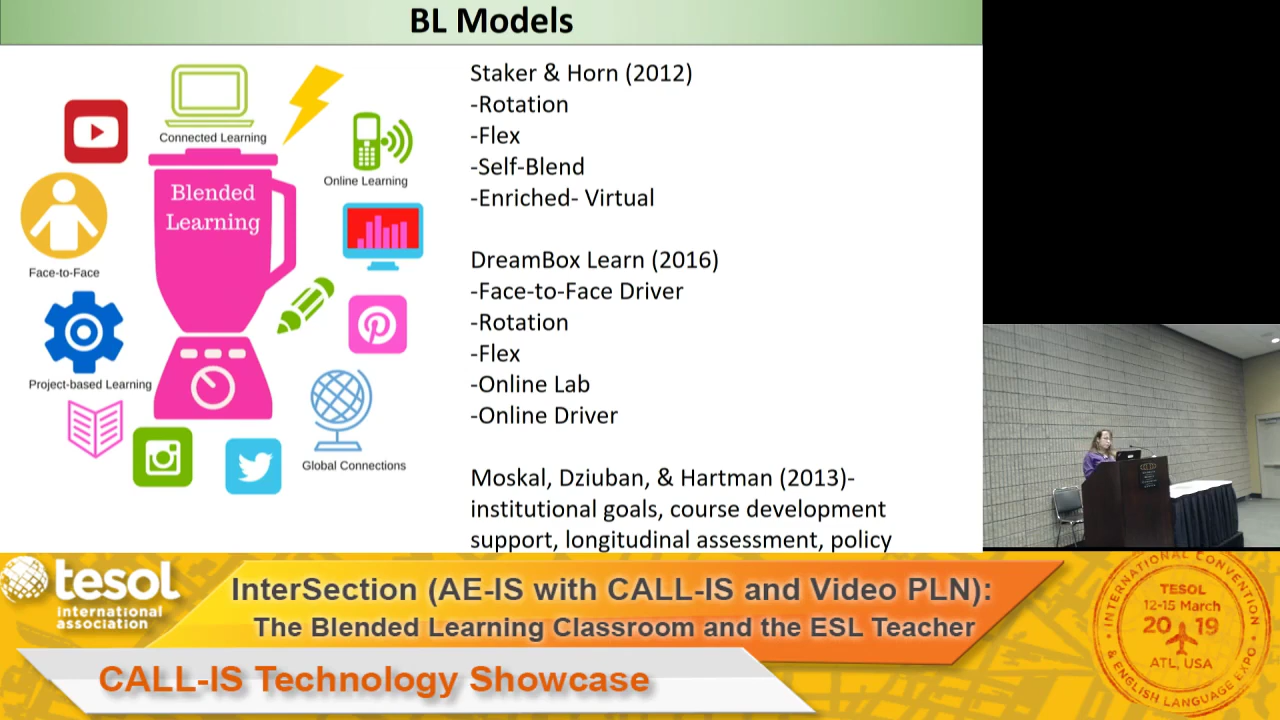 BL Models
Connected Learning
Blended
Learning
Online Learning
Face-to-Face
Project-based Learning
Global Connections
Staker & Horn (2012)
-Rotation
-Flex
-Self-Blend
-Enriched- Virtual
DreamBox Learn (2016)
-Face-to-Face Driver
-Rotation
-Flex
-Online Lab
-Online Driver
Moskal, Dziuban, & Hartman (2013)-
institutional goals, course development
support, longitudinal assessment, policy
tesol
international
association
InterSection (AE-IS with CALL-IS and Video PLN):
The Blended Learning Classroom and the ESL Teacher
CALL-IS Technology Showcase
INTERNATIONAL CONVENTION
TESOL
12-15 March
20 19
ATL, USA
& ENGLISH LANGUAGE EXPO